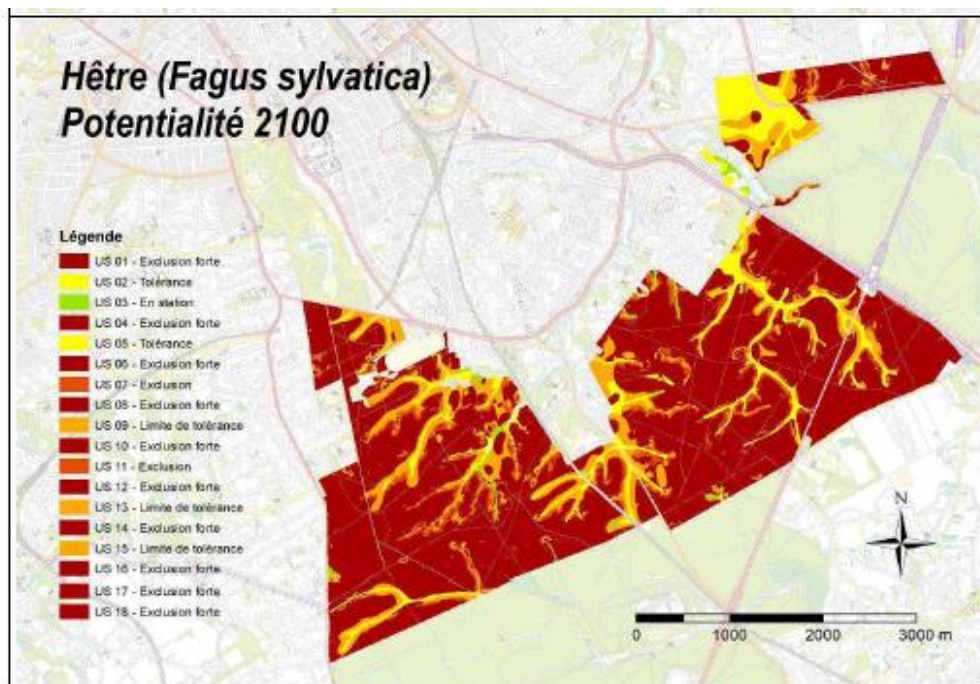 Hêtre (Fagus sylvatica)
Potentialité 2100
Légende
US 01 - Exclusion forte
US 02 - Tolérance
US 03 - En station
US 04 - Exclusion forte
US 05 - Tolérance
US 06 - Exclusion forte
US 07 - Exclusion
US 08 - Exclusion forte
US 09 - Limite de tolérance
US 10 - Exclusion forte
US 11 - Exclusion
US 12 - Exclusion forte
US 13 - Limite de tolérance
US 14 - Exclusion forte
US 15 - Limite de tolérance
US 16 - Exclusion forte
US 17 - Exclusion forte
US 18 - Exclusion forte
N
0 1000 2000 3000 m